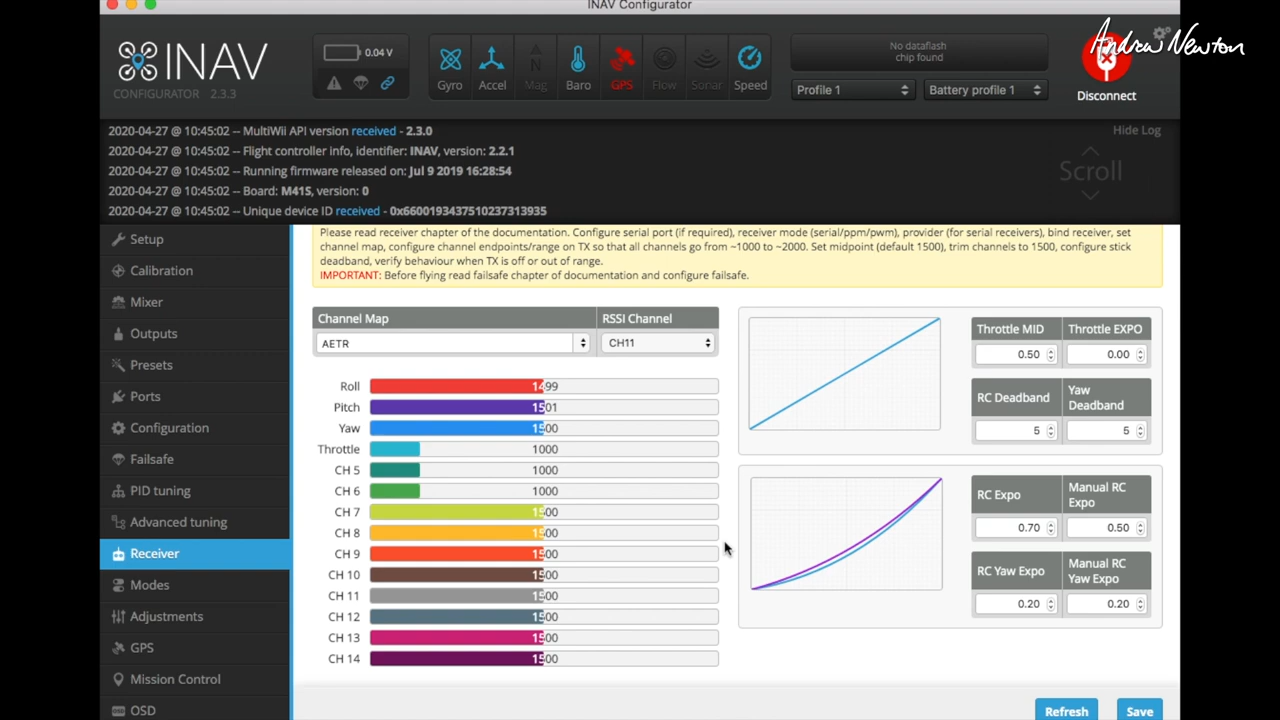 INAV Configurator
Andrew Newton
INAV
CONFIGURATOR 2.3.3
0.04 V
Gyro Accel Mag Baro GPS Flow Sonar Speed
No dataflash
chip found
Profile 1 Battery profile 1
Disconnect
2020-04-27 @ 10:45:02 -- MultiWii API version received - 2.3.0
Hide Log
2020-04-27 @ 10:45:02 -- Flight controller info, identifier: INAV, version: 2.2.1
2020-04-27 @ 10:45:02 -- Running firmware released on: Jul 9 2019 16:28:54
Scroll
2020-04-27 @ 10:45:02 -- Board: M41S, version: 0
2020-04-27 @ 10:45:02 -- Unique device ID received - 0x6600193437510237313935
Setup
Calibration
Mixer
Outputs
Presets
Ports
Configuration
Failsafe
PID tuning
Advanced tuning
Receiver
Modes
Adjustments
GPS
Mission Control
OSD
Please read receiver chapter of the documentation. Configure serial port (if required), receiver mode (serial/ppm/pwm), provider (for serial receivers), bind receiver, set
channel map, configure channel endpoints/range on TX so that all channels go from ~1000 to ~2000. Set midpoint (default 1500), trim channels to 1500, configure stick
deadband, verify behaviour when TX is off or out of range.
IMPORTANT: Before flying read failsafe chapter of documentation and configure failsafe.
Channel Map RSSI Channel
AETR CH11
Roll 1499
Pitch 1501
Yaw 1500
Throttle 1000
CH 5 1000
CH 6 1000
CH 7 1500
CH 8 1500
CH 9 1500
CH 10 1500
CH 11 1500
CH 12 1500
CH 13 1500
CH 14 1500
Throttle MID Throttle EXPO
0.50 0.00
RC Deadband Yaw
Deadband
5 5
RC Expo Manual RC
Expo
0.70 0.50
RC Yaw Expo Manual RC
Yaw Expo
0.20 0.20
Refresh Save